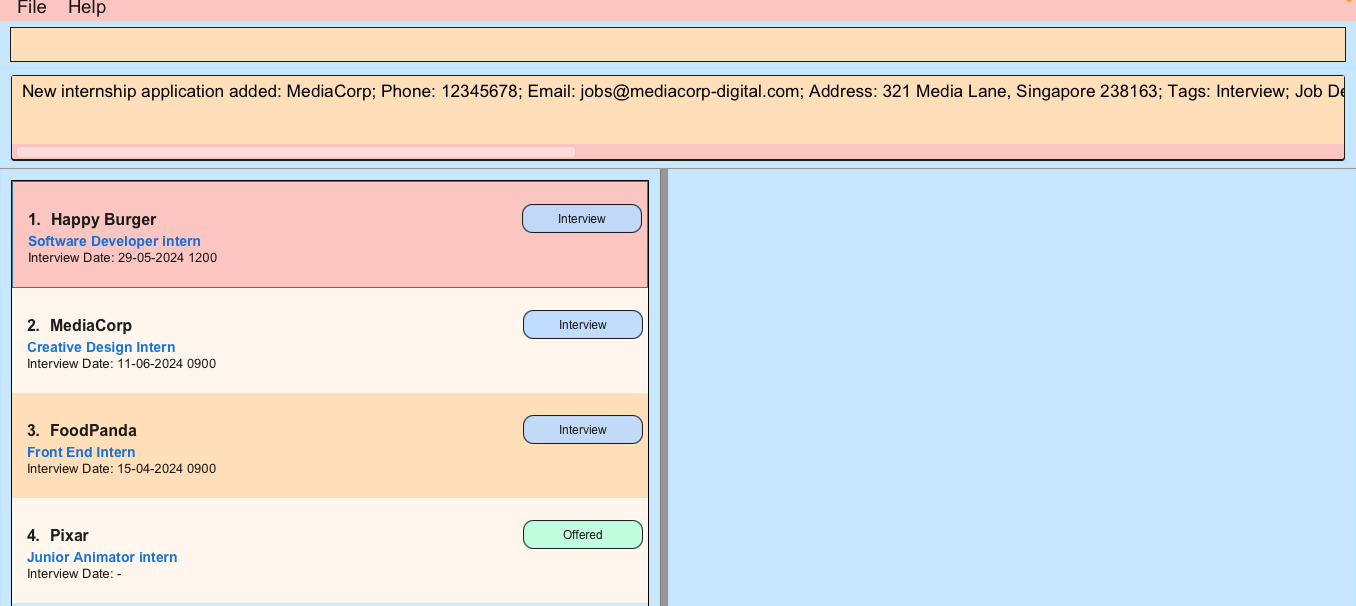 File Help
New internship application added: MediaCorp; Phone: 12345678; Email: jobs@mediacorp-digital.com; Address: 321 Media Lane, Singapore 238163; Tags: Interview; Job
1. Happy Burger
Interview
Software Developer intern
Interview Date: 29-05-2024 1200
2. MediaCorp
Interview
Creative Design Intern
Interview Date: 11-06-2024 0900
3. FoodPanda
Interview
Front End Intern
Interview Date: 15-04-2024 0900
4. Pixar
Offered
Junior Animator intern
Interview Date: -